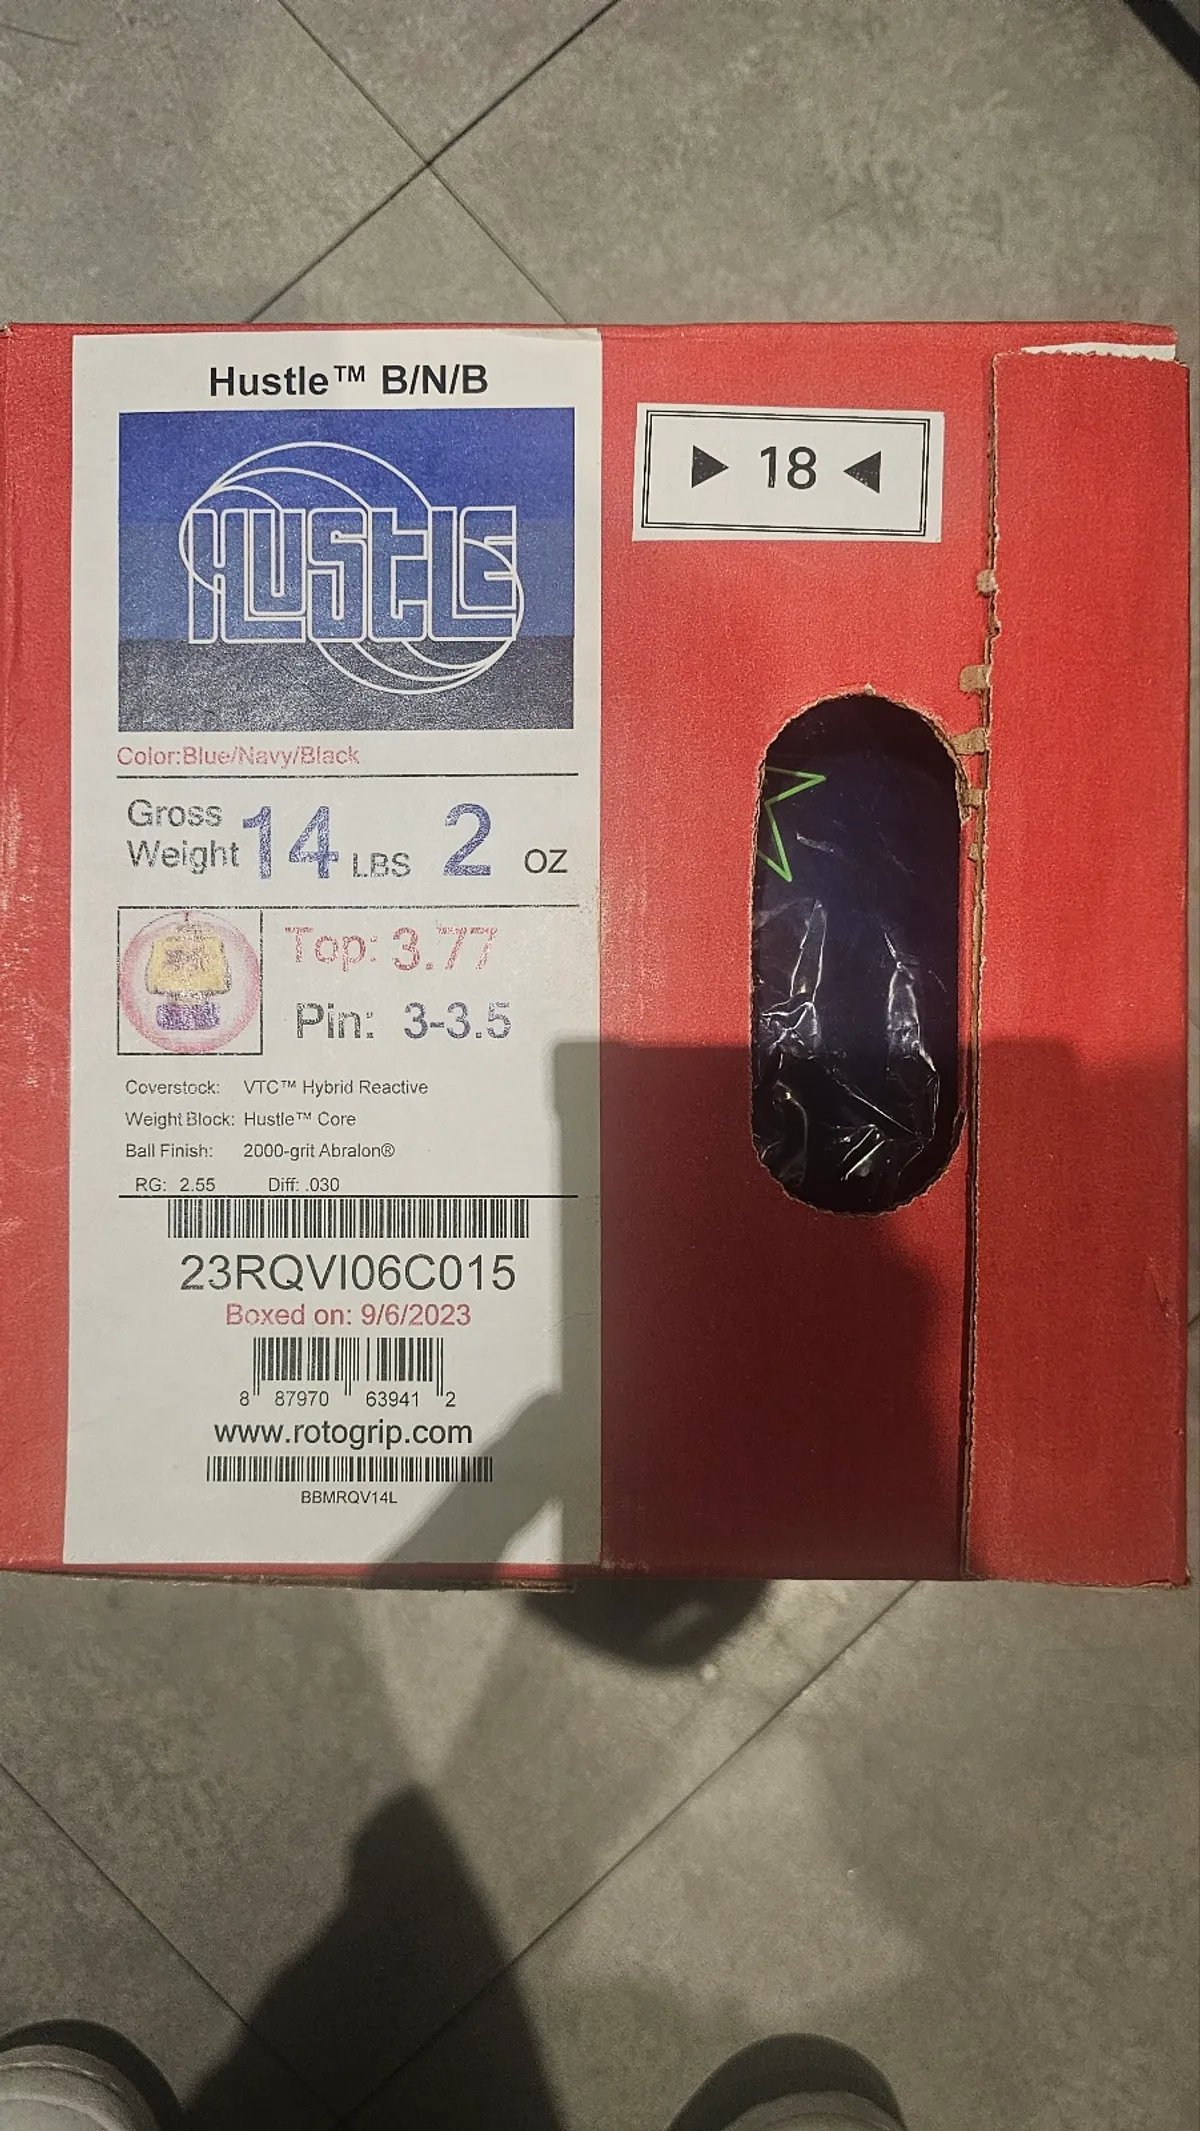 Hustle™ B/N/B
HUSTLE
18
Color:Blue/Navy/Black
Gross Weight 14 LBS 2 OZ
Top: 3.77
Pin: 3-3.5
Coverstock: VTC™ Hybrid Reactive
Weight Block: Hustle™ Core
Ball Finish: 2000-grit Abralon®
RG: 2.55 Diff: .030
23RQVI06C015
Boxed on: 9/6/2023
8 87970 63941 2
www.rotogrip.com
BBMRQV14L